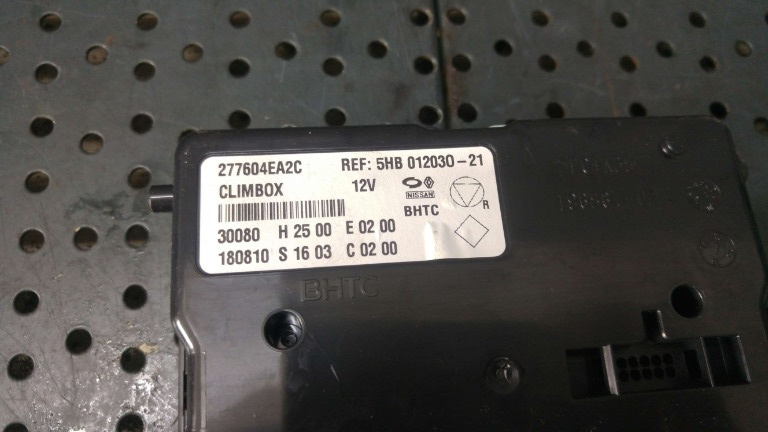 277604EA2C REF: 5HB 012030-21
CLIMBOX 12V
NISSAN
BHTC R
30080 H 25 00 E 02 00
180810 S 16 03 C 02 00
BHTC